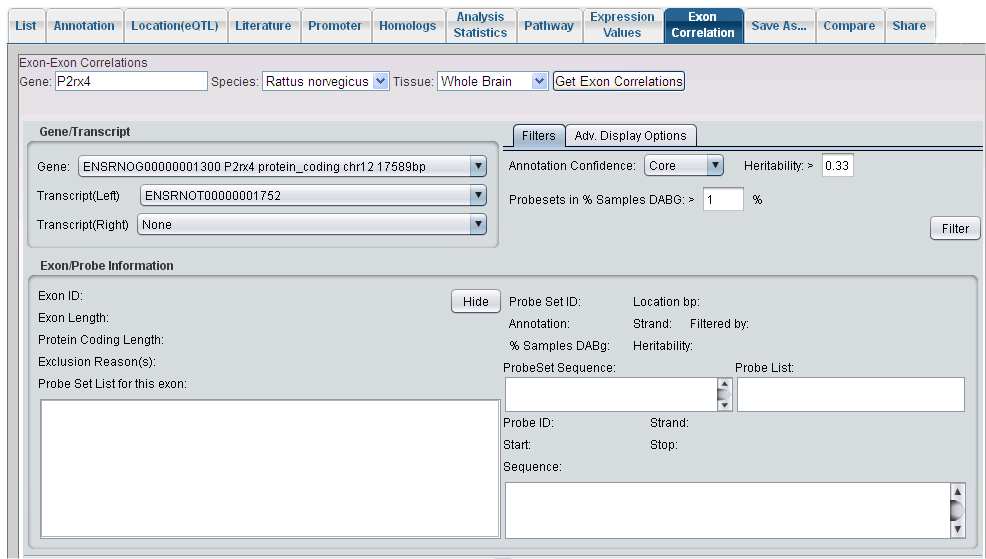 List Annotation Location(eQTL) Literature Promoter Homologs Analysis Statistics Pathway Expression Values Exon Correlation Save As... Compare Share
Exon-Exon Correlations
Gene: P2rx4 Species: Rattus norvegicus Tissue: Whole Brain Get Exon Correlations
Gene/Transcript
Gene: ENSRNOG00000001300 P2rx4 protein_coding chr12 17589bp
Transcript(Left) ENSRNOT00000001752
Transcript(Right) None
Filters Adv. Display Options
Annotation Confidence: Core Heritability: > 0.33
Probesets in % Samples DABG: > 1 %
Filter
Exon/Probe Information
Exon ID:
Exon Length:
Protein Coding Length:
Exclusion Reason(s):
Probe Set List for this exon:
Hide
Probe Set ID: Location bp:
Annotation: Strand: Filtered by:
% Samples DABg: Heritability:
ProbeSet Sequence: Probe List:
Probe ID: Strand:
Start: Stop:
Sequence: